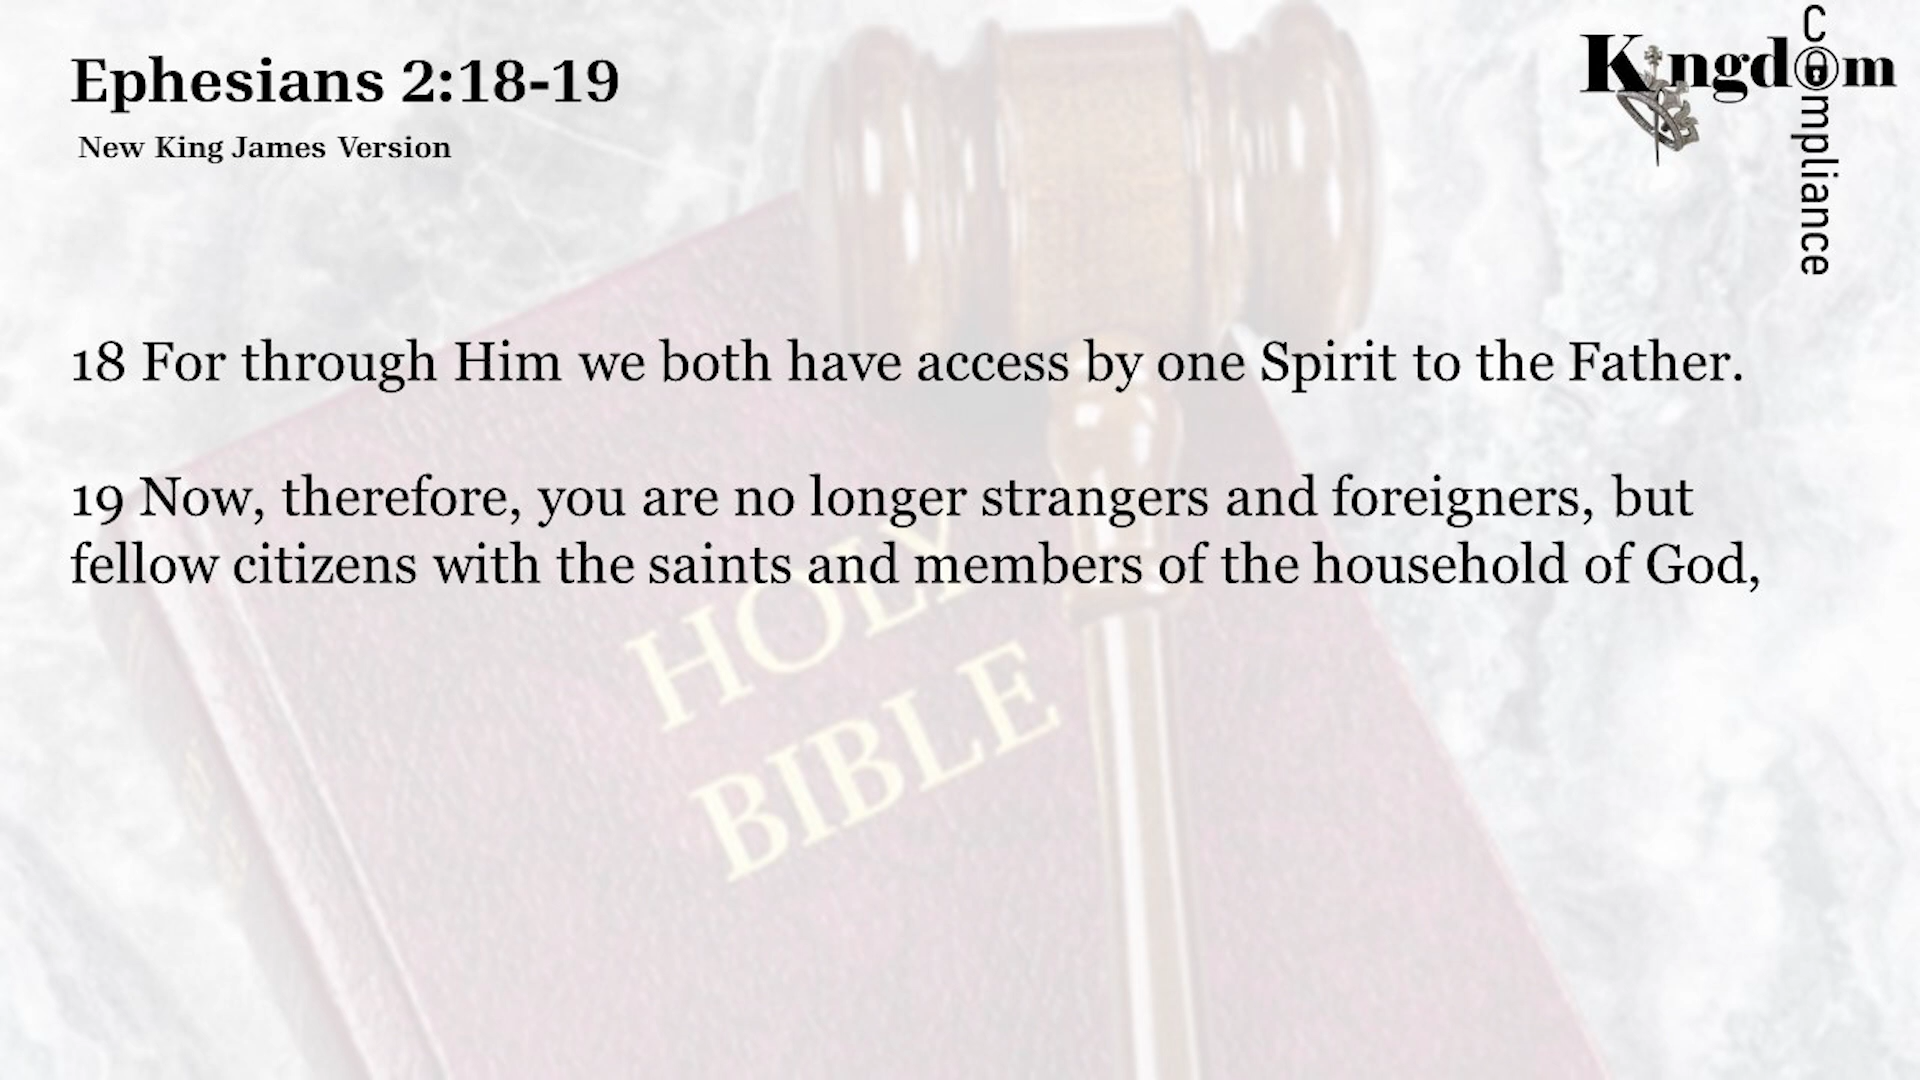 Ephesians 2:18-19
New King James Version
Kingdom
Compliance
18 For through Him we both have access by one Spirit to the Father.
19 Now, therefore, you are no longer strangers and foreigners, but
fellow citizens with the saints and members of the household of God,
HOLY
BIBLE